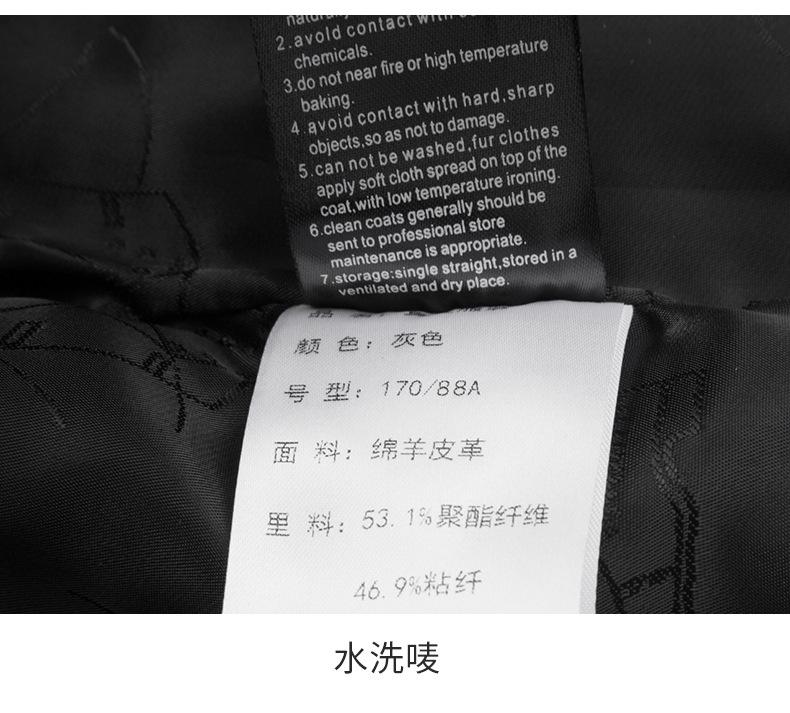 2.avoid contact with
chemicals.
3.do not near fire or high temperature
baking.
4.avoid contact with hard,sharp
objects,so as not to damage.
5.can not be washed,fur clothes
apply soft cloth spread on top of the
coat,with low temperature ironing.
6.clean coats generally should be
sent to professional store
maintenance is appropriate.
7.storage:single straight,stored in a
ventilated and dry place.
颜 色：灰色
号 型：170/88A
面 料：绵羊皮革
里 料：53.1%聚酯纤维
46.9%粘纤
水洗唛